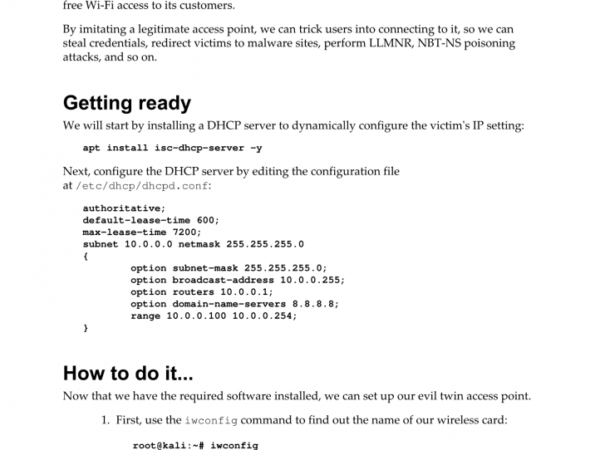 free Wi-Fi access to its customers.
By imitating a legitimate access point, we can trick users into connecting to it, so we can
steal credentials, redirect victims to malware sites, perform LLMNR, NBT-NS poisoning
attacks, and so on.
Getting ready
We will start by installing a DHCP server to dynamically configure the victim's IP setting:
apt install isc-dhcp-server -y
Next, configure the DHCP server by editing the configuration file
at /etc/dhcp/dhcpd.conf:
authoritative;
default-lease-time 600;
max-lease-time 7200;
subnet 10.0.0.0 netmask 255.255.255.0
{
option subnet-mask 255.255.255.0;
option broadcast-address 10.0.0.255;
option routers 10.0.0.1;
option domain-name-servers 8.8.8.8;
range 10.0.0.100 10.0.0.254;
}
How to do it...
Now that we have the required software installed, we can set up our evil twin access point.
1. First, use the iwconfig command to find out the name of our wireless card:
root@kali:~# iwconfig